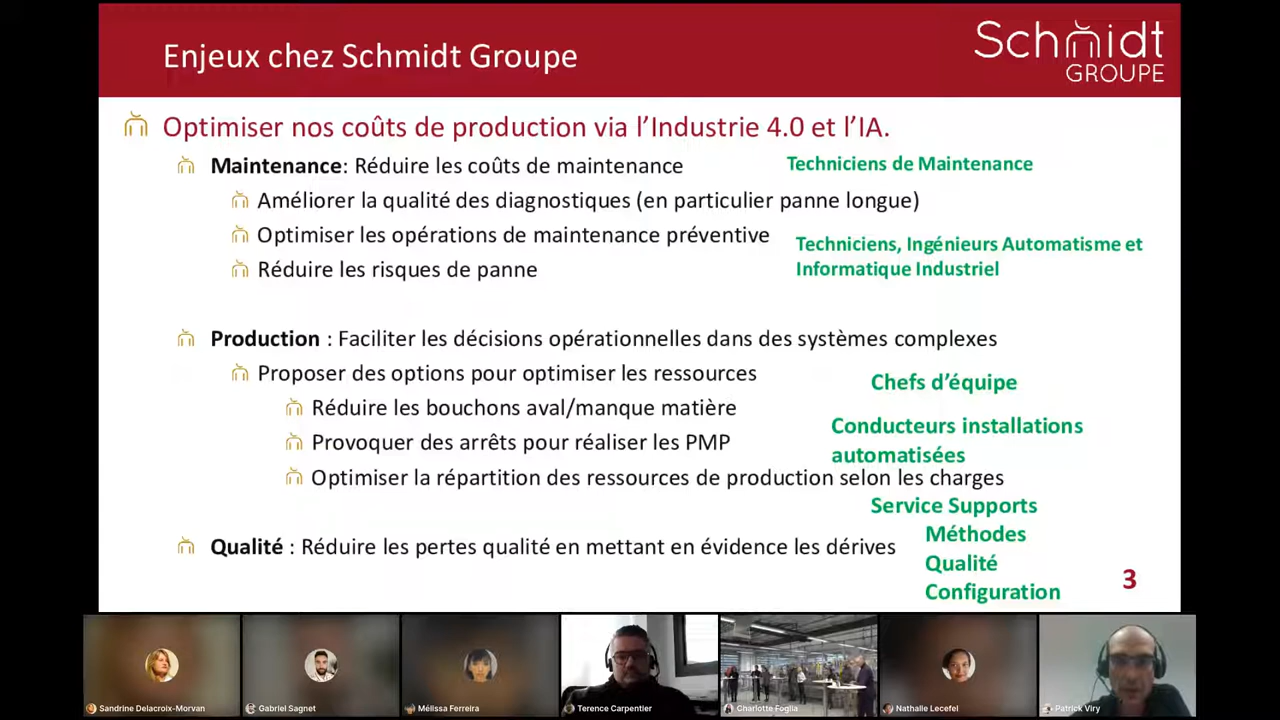 Enjeux chez Schmidt Groupe
Schmidt
GROUPE
Optimiser nos coûts de production via l’Industrie 4.0 et l’IA.
Maintenance: Réduire les coûts de maintenance
Techniciens de Maintenance
Améliorer la qualité des diagnostiques (en particulier panne longue)
Optimiser les opérations de maintenance préventive
Techniciens, Ingénieurs Automatisme et
Informatique Industriel
Réduire les risques de panne
Production : Faciliter les décisions opérationnelles dans des systèmes complexes
Proposer des options pour optimiser les ressources
Chefs d’équipe
Réduire les bouchons aval/manque matière
Conducteurs installations
automatisées
Provoquer des arrêts pour réaliser les PMP
Optimiser la répartition des ressources de production selon les charges
Service Supports
Méthodes
Qualité
Configuration
Qualité : Réduire les pertes qualité en mettant en évidence les dérives
3
Sandrine Delacroix-Morvan
Gabriel Sagnet
Mélissa Ferreira
Terence Carpentier
Charlotte Foglia
Nathalie Lecefel
Patrick Viry